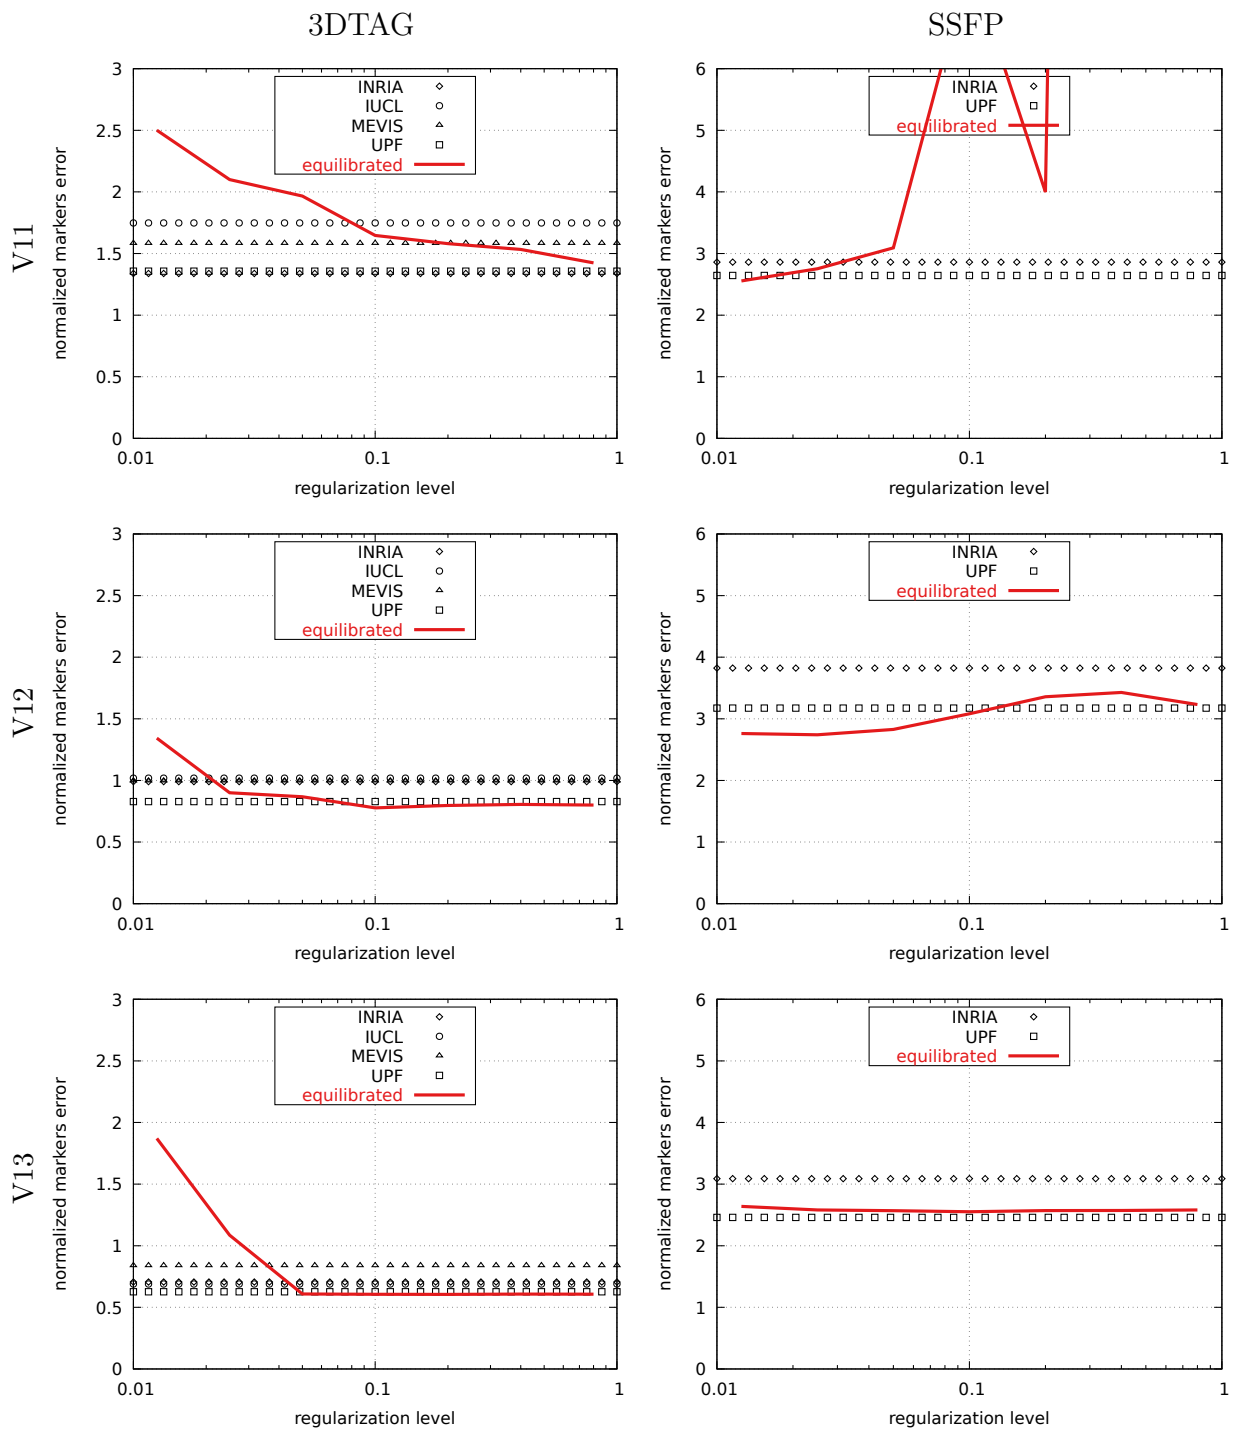 3DTAG SSFP
V11
normalized markers error
3
2.5
2
1.5
1
0.5
0
0.01 0.1 1
regularization level
INRIA
IUCL
MEVIS
UPF
equilibrated
normalized markers error
6
5
4
3
2
1
0
0.01 0.1 1
regularization level
INRIA
UPF
equilibrated
V12
normalized markers error
3
2.5
2
1.5
1
0.5
0
0.01 0.1 1
regularization level
INRIA
IUCL
MEVIS
UPF
equilibrated
normalized markers error
6
5
4
3
2
1
0
0.01 0.1 1
regularization level
INRIA
UPF
equilibrated
V13
normalized markers error
3
2.5
2
1.5
1
0.5
0
0.01 0.1 1
regularization level
INRIA
IUCL
MEVIS
UPF
equilibrated
normalized markers error
6
5
4
3
2
1
0
0.01 0.1 1
regularization level
INRIA
UPF
equilibrated